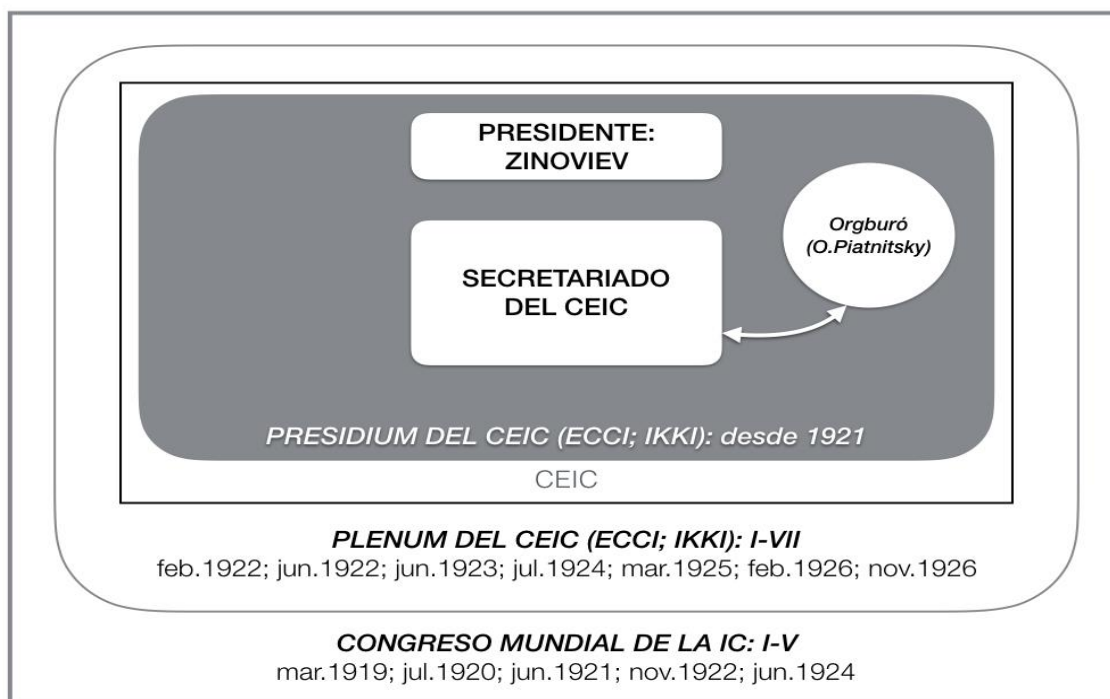 PRESIDENTE:
ZINOVIEV
Orgburó
(O.Piatnitsky)
SECRETARIADO
DEL CEIC
PRESIDIUM DEL CEIC (ECCI; IKKI): desde 1921
CEIC
PLENUM DEL CEIC (ECCI; IKKI): I-VII
feb.1922; jun.1922; jun.1923; jul.1924; mar.1925; feb.1926; nov.1926
CONGRESO MUNDIAL DE LA IC: I-V
mar.1919; jul.1920; jun.1921; nov.1922; jun.1924